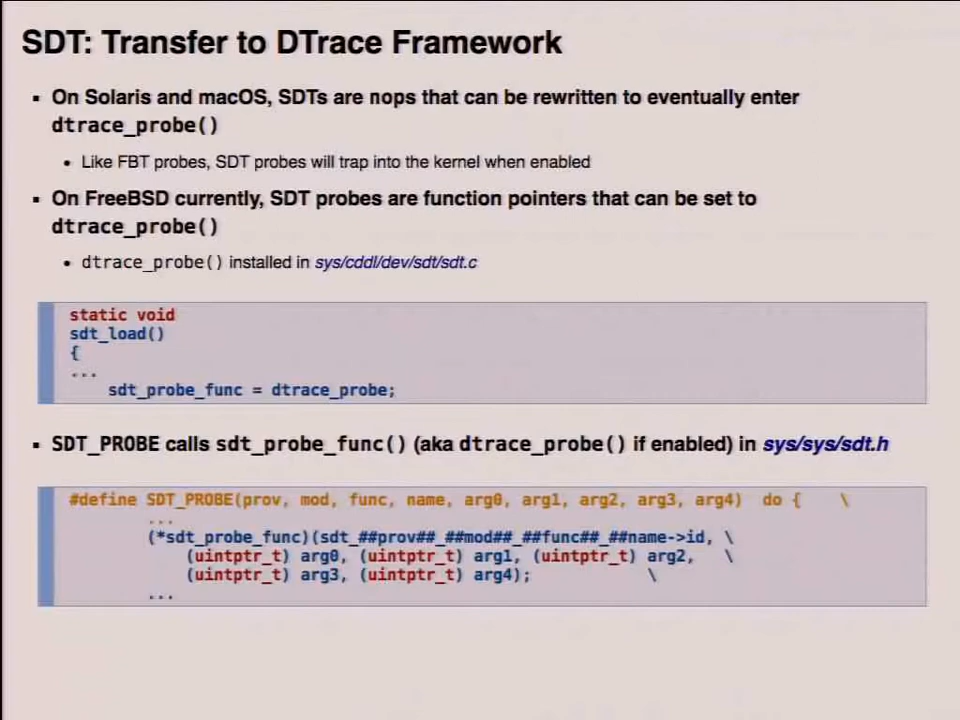 SDT: Transfer to DTrace Framework
▪ On Solaris and macOS, SDTs are nops that can be rewritten to eventually enter
dtrace_probe()
• Like FBT probes, SDT probes will trap into the kernel when enabled
▪ On FreeBSD currently, SDT probes are function pointers that can be set to
dtrace_probe()
• dtrace_probe() installed in sys/cddl/dev/sdt/sdt.c
static void
sdt_load()
{
...
sdt_probe_func = dtrace_probe;
▪ SDT_PROBE calls sdt_probe_func() (aka dtrace_probe() if enabled) in sys/sys/sdt.h
#define SDT_PROBE(prov, mod, func, name, arg0, arg1, arg2, arg3, arg4) do { \
...
(*sdt_probe_func)(sdt_##prov##_##mod##_##func##_##name->id, \
(uintptr_t) arg0, (uintptr_t) arg1, (uintptr_t) arg2, \
(uintptr_t) arg3, (uintptr_t) arg4); \
...